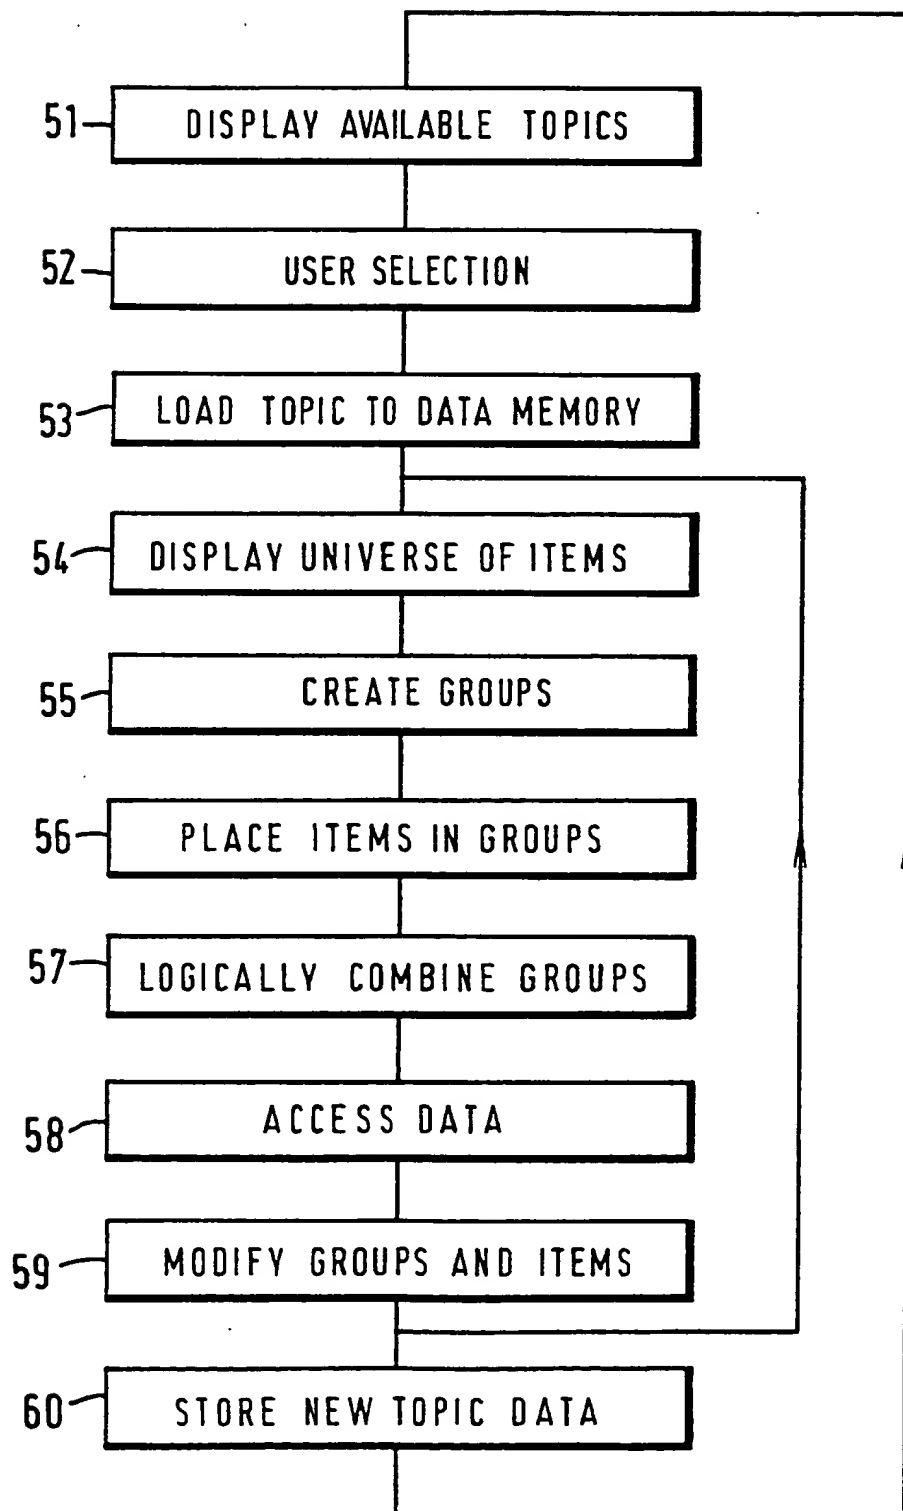 51 DISPLAY AVAILABLE TOPICS
52 USER SELECTION
53 LOAD TOPIC TO DATA MEMORY
54 DISPLAY UNIVERSE OF ITEMS
55 CREATE GROUPS
56 PLACE ITEMS IN GROUPS
57 LOGICALLY COMBINE GROUPS
58 ACCESS DATA
59 MODIFY GROUPS AND ITEMS
60 STORE NEW TOPIC DATA